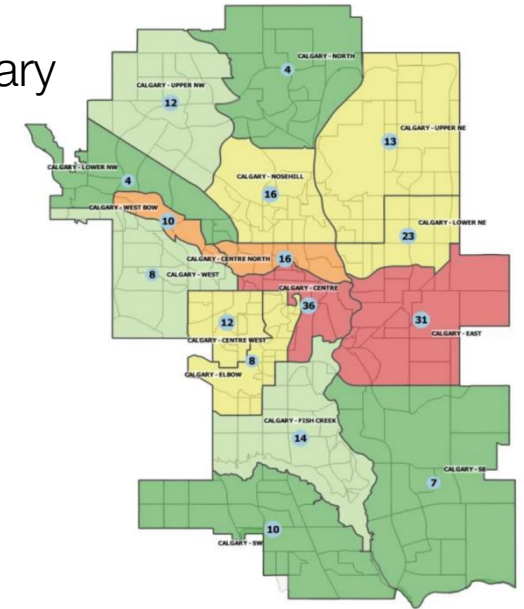 ary
CALGARY - NORTH
4
CALGARY - UPPER NW
12
CALGARY - UPPER NE
13
CALGARY - LOWER NW
4
CALGARY - NOSEHILL
16
CALGARY - WEST BOW
10
CALGARY - LOWER NE
23
CALGARY - CENTRE NORTH
16
CALGARY - WEST
8
CALGARY - CENTRE
36
CALGARY - EAST
31
12
CALGARY - CENTRE WEST
8
CALGARY - ELBOW
CALGARY - FISH CREEK
14
CALGARY - SE
7
10
CALGARY - SW